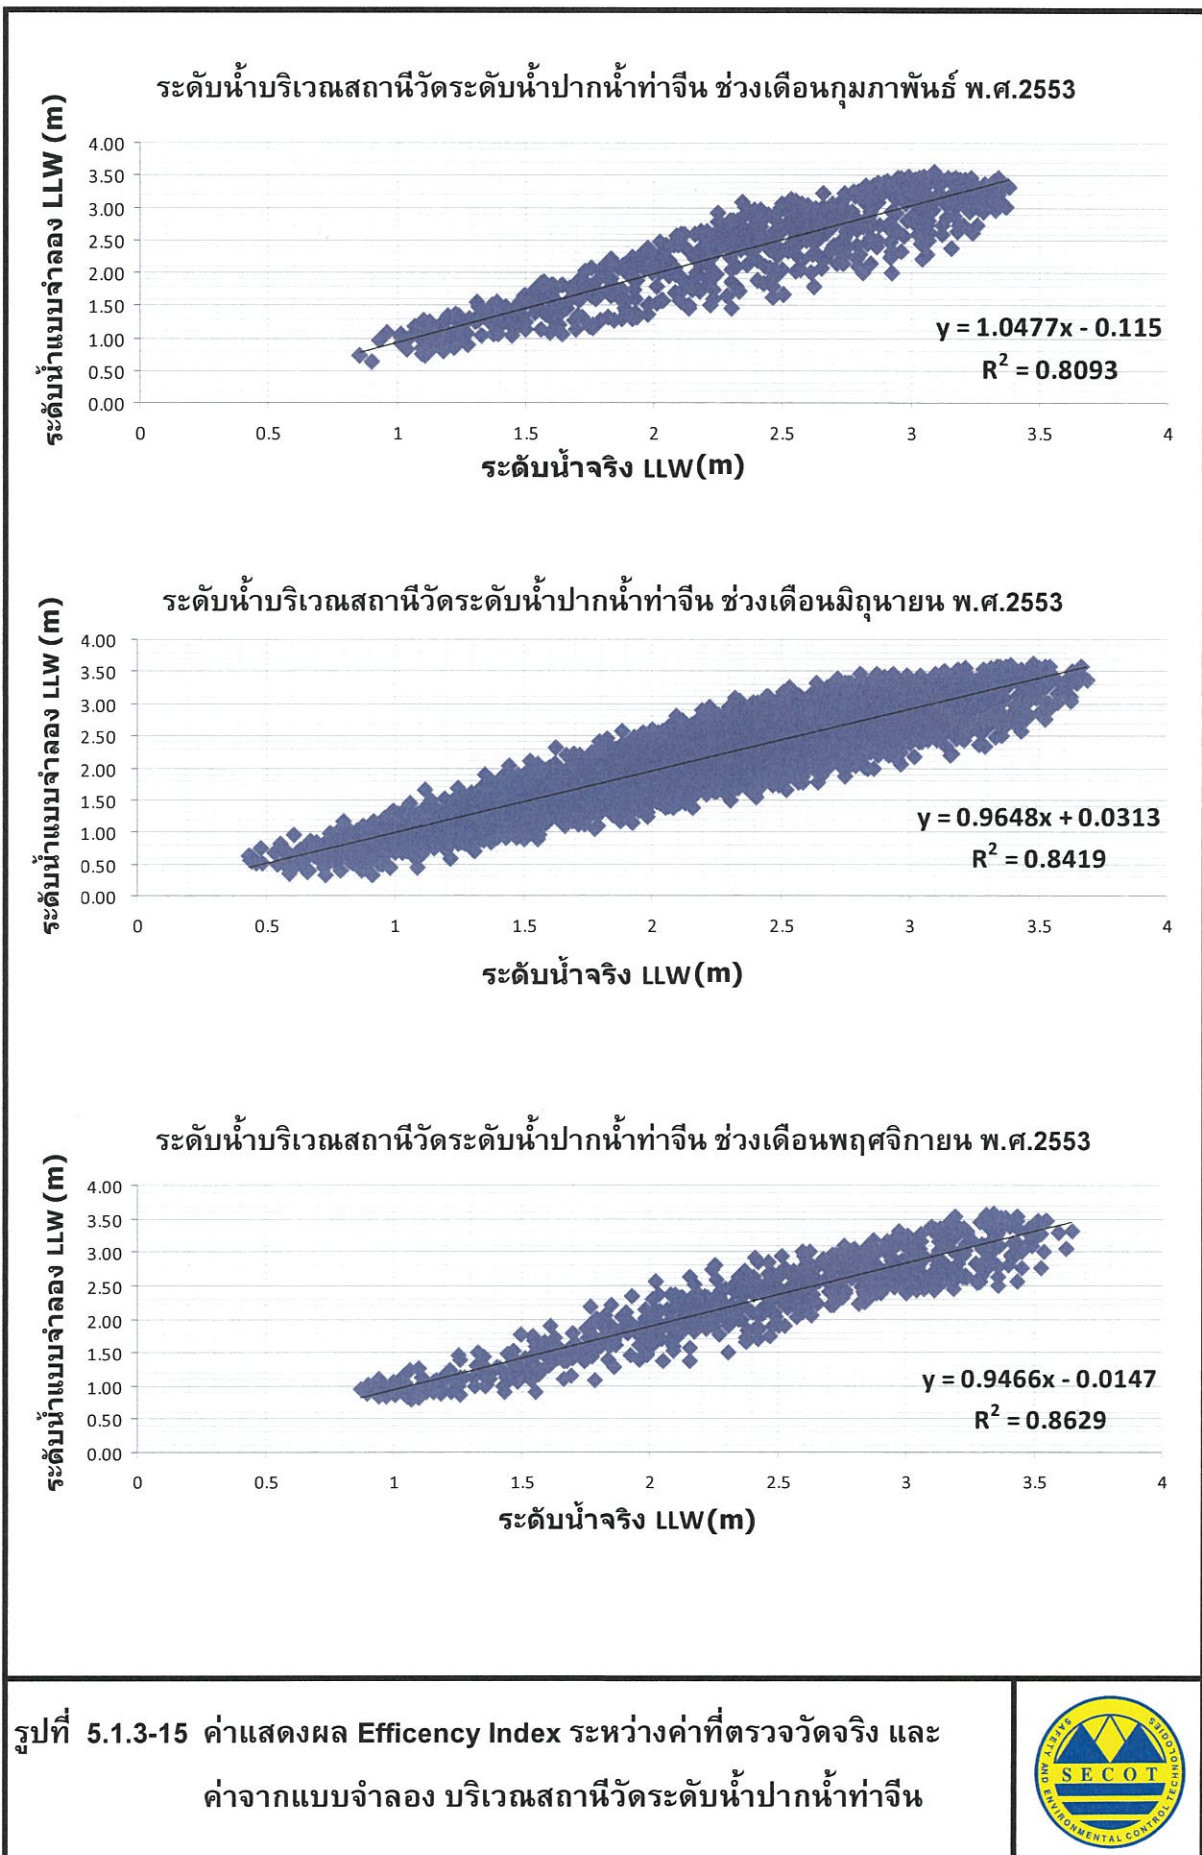 ระดับน้ำบริเวณสถานีวัดระดับน้ำปากน้ำท่าจีน ช่วงเดือนกุมภาพันธ์ พ.ศ.2553
ระดับน้ำแบบจำลอง LLW (m)
4.00
3.50
3.00
2.50
2.00
1.50
1.00
0.50
0.00
y = 1.0477x - 0.115
R² = 0.8093
0 0.5 1 1.5 2 2.5 3 3.5 4
ระดับน้ำจริง LLW(m)
ระดับน้ำบริเวณสถานีวัดระดับน้ำปากน้ำท่าจีน ช่วงเดือนมิถุนายน พ.ศ.2553
ระดับน้ำแบบจำลอง LLW (m)
4.00
3.50
3.00
2.50
2.00
1.50
1.00
0.50
0.00
y = 0.9648x + 0.0313
R² = 0.8419
0 0.5 1 1.5 2 2.5 3 3.5 4
ระดับน้ำจริง LLW(m)
ระดับน้ำบริเวณสถานีวัดระดับน้ำปากน้ำท่าจีน ช่วงเดือนพฤศจิกายน พ.ศ.2553
ระดับน้ำแบบจำลอง LLW (m)
4.00
3.50
3.00
2.50
2.00
1.50
1.00
0.50
0.00
y = 0.9466x - 0.0147
R² = 0.8629
0 0.5 1 1.5 2 2.5 3 3.5 4
ระดับน้ำจริง LLW(m)
รูปที่ 5.1.3-15 ค่าแสดงผล Efficency Index ระหว่างค่าที่ตรวจวัดจริง และ
ค่าจากแบบจำลอง บริเวณสถานีวัดระดับน้ำปากน้ำท่าจีน
SECOT
SAFETY AND ENVIRONMENTAL CONTROL TECHNOLOGIES